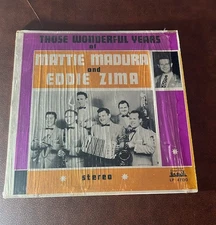 THOSE WONDERFUL YEARS
of
MATTIE MADURA
and
EDDIE ZIMA
stereo